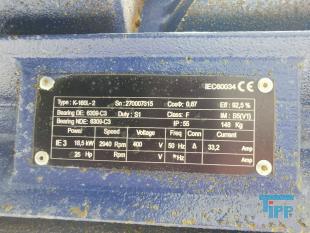 IEC60034
Type : K-160L- 2 Sn : 270007015 CosΦ : 0,87 Eff : 92,5 %
Bearing DE: 6309-C3 Duty : S1 Class : F IM : B5(V1)
Bearing NDE: 6309-C3 IP : 55 148 Kg
Power Speed Voltage Freq Conn Current
IE 3 18,5 kW 2940 Rpm 400 V 50 Hz Δ 33,2 Amp
25 Hp Rpm V Hz Amp
TIPP